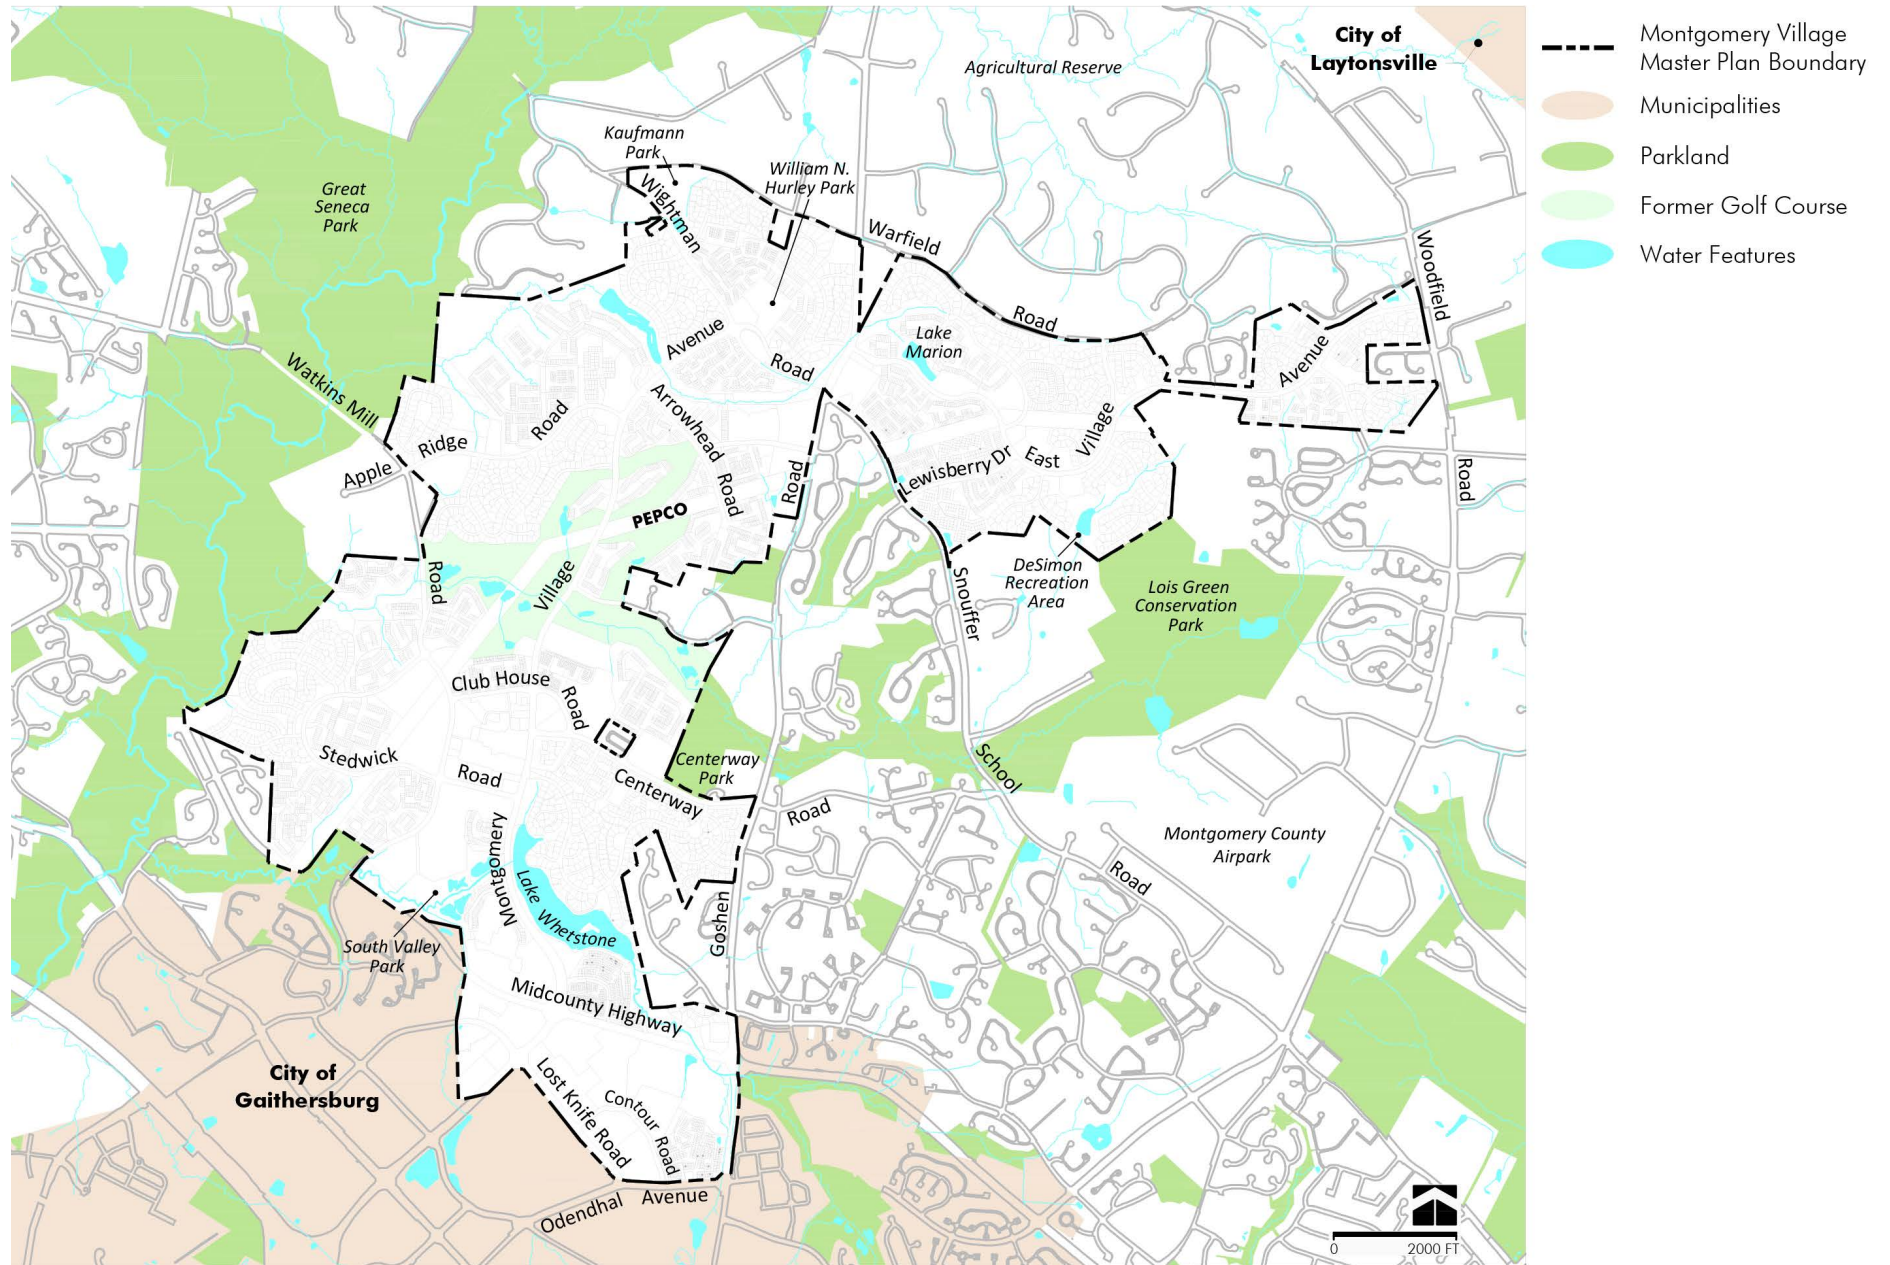 City of
Laytonsville
Agricultural Reserve
Kaufmann
Park
William N.
Hurley Park
Great
Seneca
Park
Wightman
Warfield
Woodfield
Road
Avenue
Lake
Marion
Avenue
Road
Watkins Mill
Arrowhead
Road
Ridge
Road
Village
East
Lewisberry Dr
Apple
Road
Road
Road
PEPCO
DeSimon
Recreation
Area
Lois Green
Conservation
Park
Road
Village
Snouffer
Club House
Road
Stedwick
Road
Centerway
Park
Centerway
School
Road
Montgomery County
Airpark
Road
Montgomery
Lake Whetstone
Goshen
South Valley
Park
Midcounty Highway
City of
Gaithersburg
Lost Knife Road
Contour Road
Odendhal Avenue
0 2000 FT
Montgomery Village
Master Plan Boundary
Municipalities
Parkland
Former Golf Course
Water Features